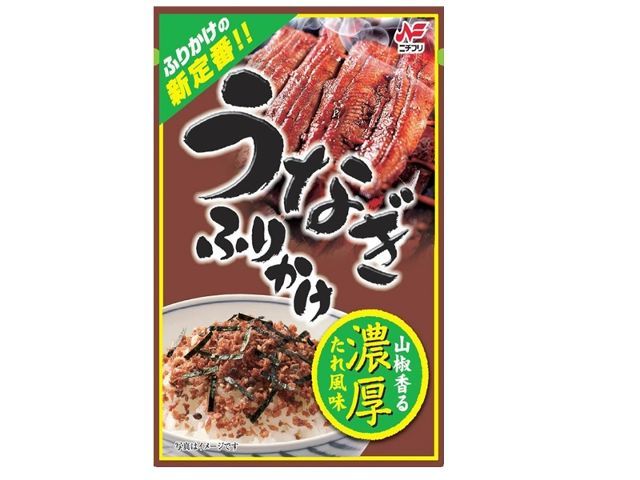 ふりかけの
新定番!!
NF
ニチフリ
うなぎ
ふりかけ
山椒香る
濃厚
たれ風味
写真はイメージです